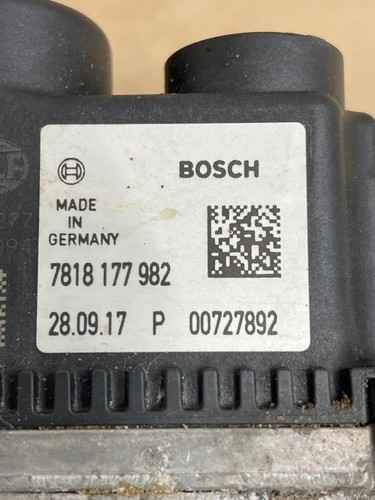 BOSCH
MADE
IN
GERMANY
7818 177 982
28.09.17 P 00727892